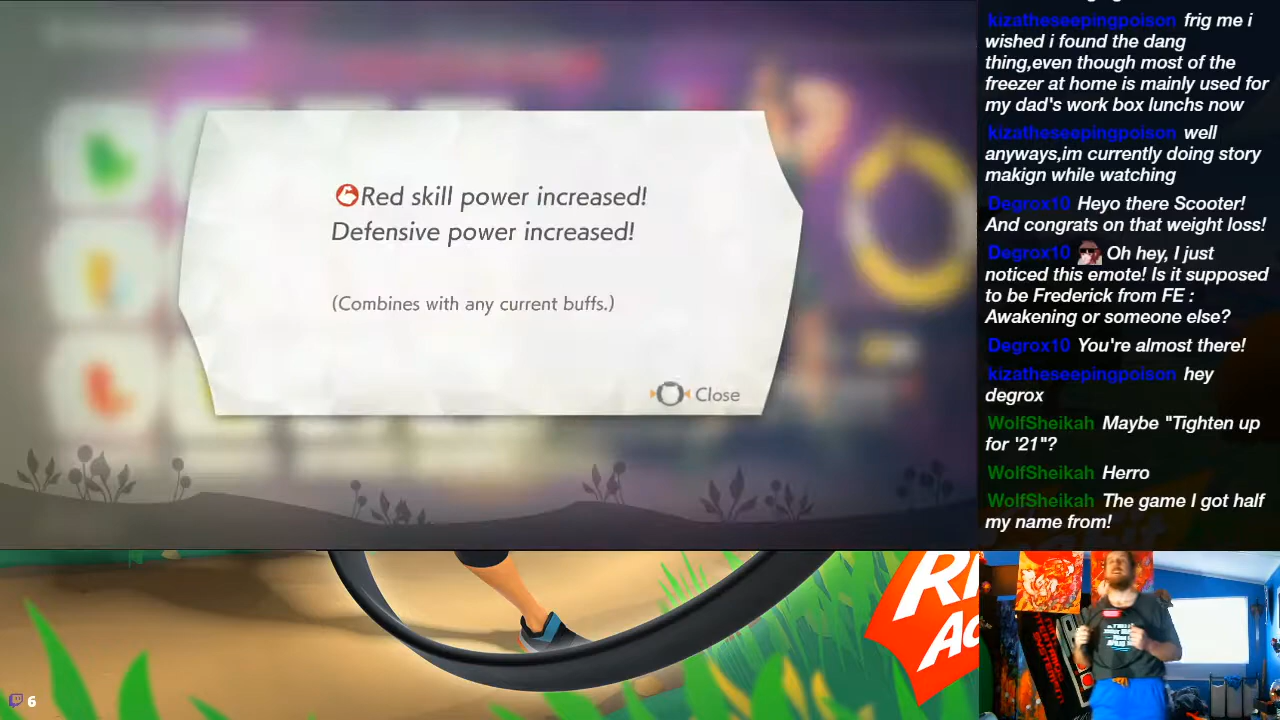 Red skill power increased!
Defensive power increased!
(Combines with any current buffs.)
Close
kizatheseepingpoison frig me i
wished i found the dang
thing,even though most of the
freezer at home is mainly used for
my dad's work box lunchs now
kizatheseepingpoison well
anyways,im currently doing story
makign while watching
Degrox10 Heyo there Scooter!
And congrats on that weight loss!
Degrox10 Oh hey, I just
noticed this emote! Is it supposed
to be Frederick from FE :
Awakening or someone else?
Degrox10 You're almost there!
kizatheseepingpoison hey
degrox
WolfSheikah Maybe "Tighten up
for '21"?
WolfSheikah Herro
WolfSheikah The game I got half
my name from!
6